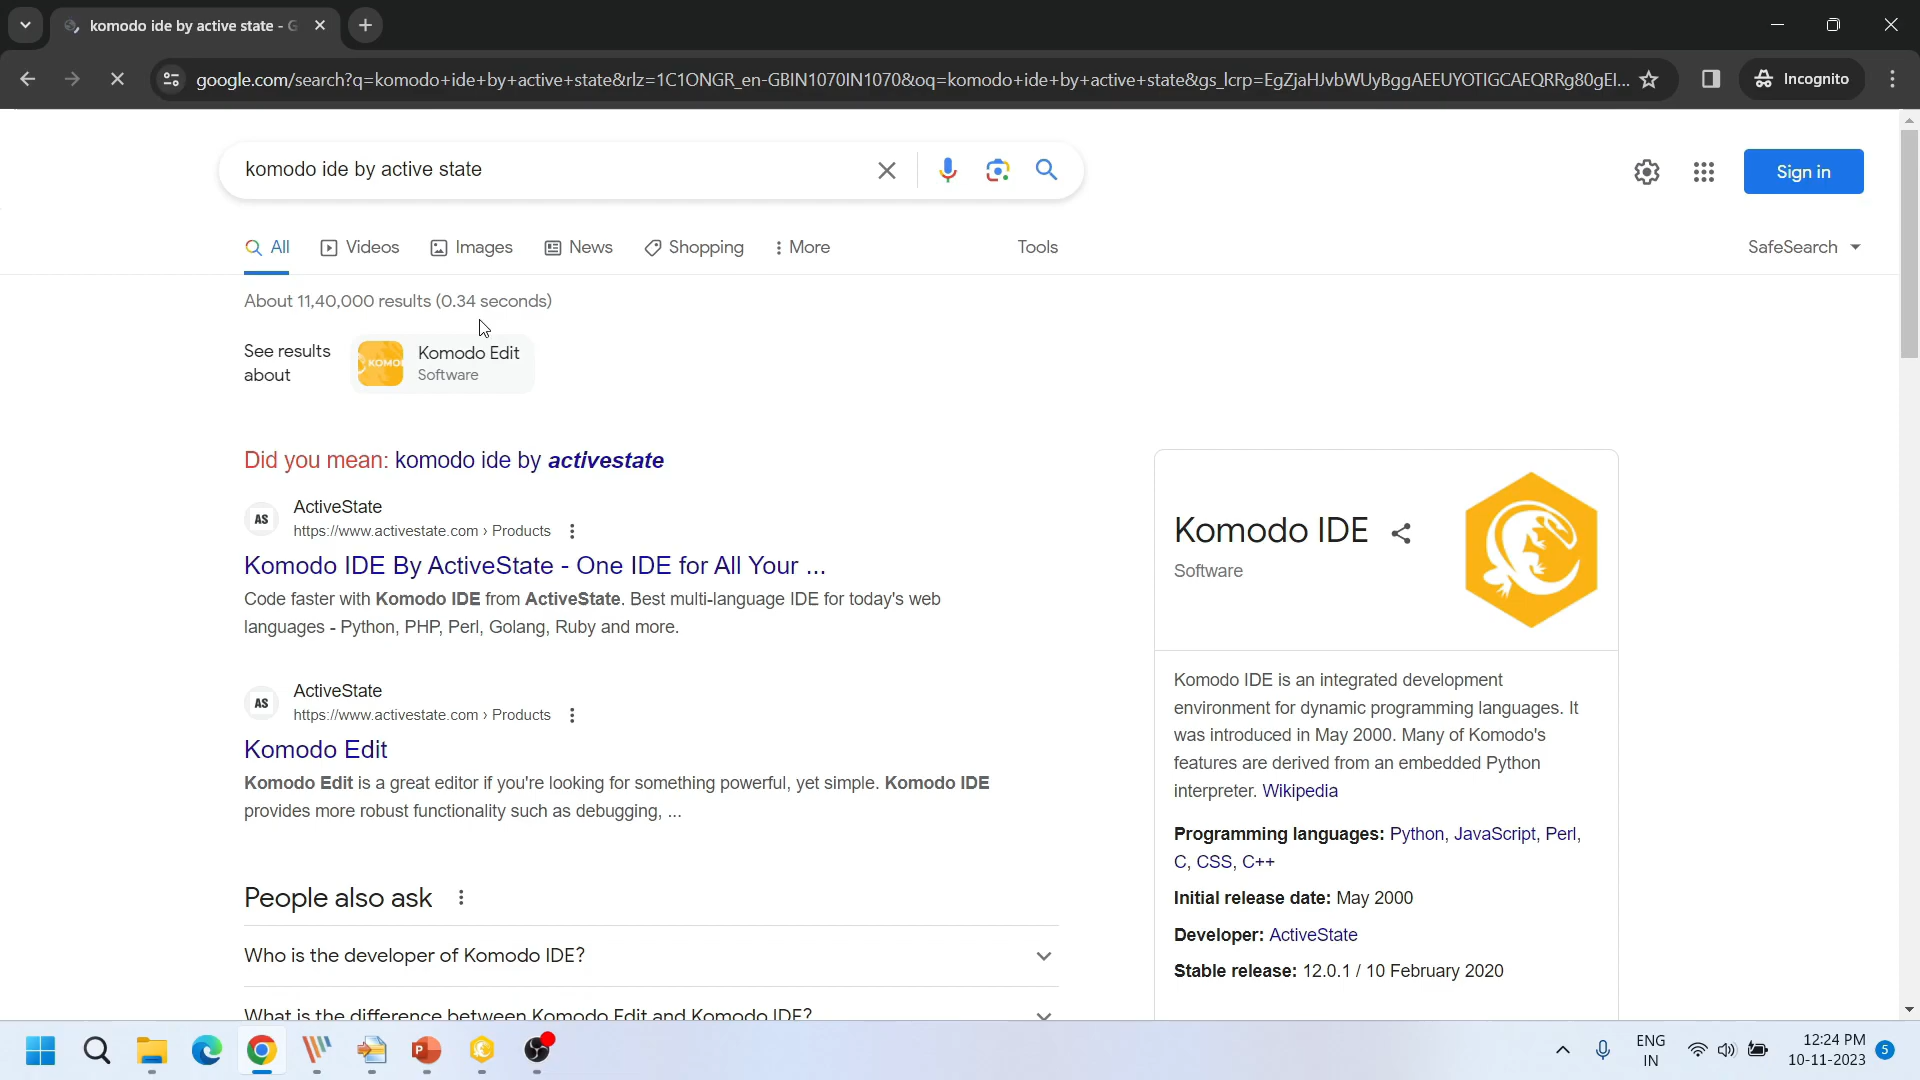 komodo ide by active state - G
google.com/search?q=komodo+ide+by+active+state&rlz=1C1ONGR_en-GBIN1070IN1070&oq=komodo+ide+by+active+state&gs_lcrp=EgZjaHJvbWUyBggAEEUYOTIGCAEQRRg80gEI...
Incognito
komodo ide by active state
Sign in
All
Videos
Images
News
Shopping
More
Tools
SafeSearch
About 11,40,000 results (0.34 seconds)
See results
about
KOMO
Komodo Edit
Software
Did you mean: komodo ide by activestate
AS
ActiveState
https://www.activestate.com › Products
Komodo IDE By ActiveState - One IDE for All Your ...
Code faster with Komodo IDE from ActiveState. Best multi-language IDE for today's web
languages - Python, PHP, Perl, Golang, Ruby and more.
AS
ActiveState
https://www.activestate.com › Products
Komodo Edit
Komodo Edit is a great editor if you're looking for something powerful, yet simple. Komodo IDE
provides more robust functionality such as debugging, ...
People also ask
Who is the developer of Komodo IDE?
What is the difference between Komodo Edit and Komodo IDE?
Komodo IDE
Software
Komodo IDE is an integrated development
environment for dynamic programming languages. It
was introduced in May 2000. Many of Komodo's
features are derived from an embedded Python
interpreter. Wikipedia
Programming languages: Python, JavaScript, Perl,
C, CSS, C++
Initial release date: May 2000
Developer: ActiveState
Stable release: 12.0.1 / 10 February 2020
ENG
IN
12:24 PM
10-11-2023
5